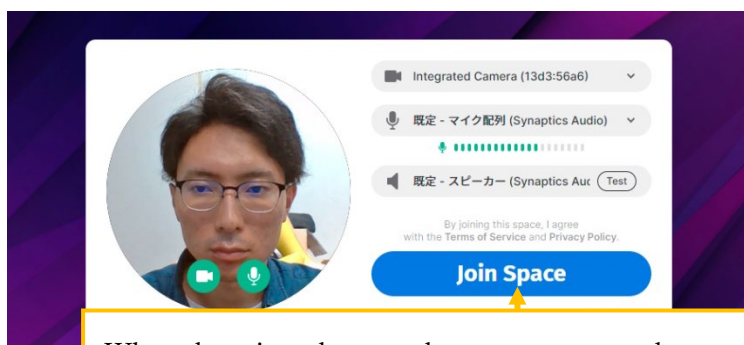 Integrated Camera (13d3:56a6)
既定 - マイク配列 (Synaptics Audio)
既定 - スピーカー (Synaptics Auc
Test
By joining this space, I agree
with the Terms of Service and Privacy Policy.
Join Space